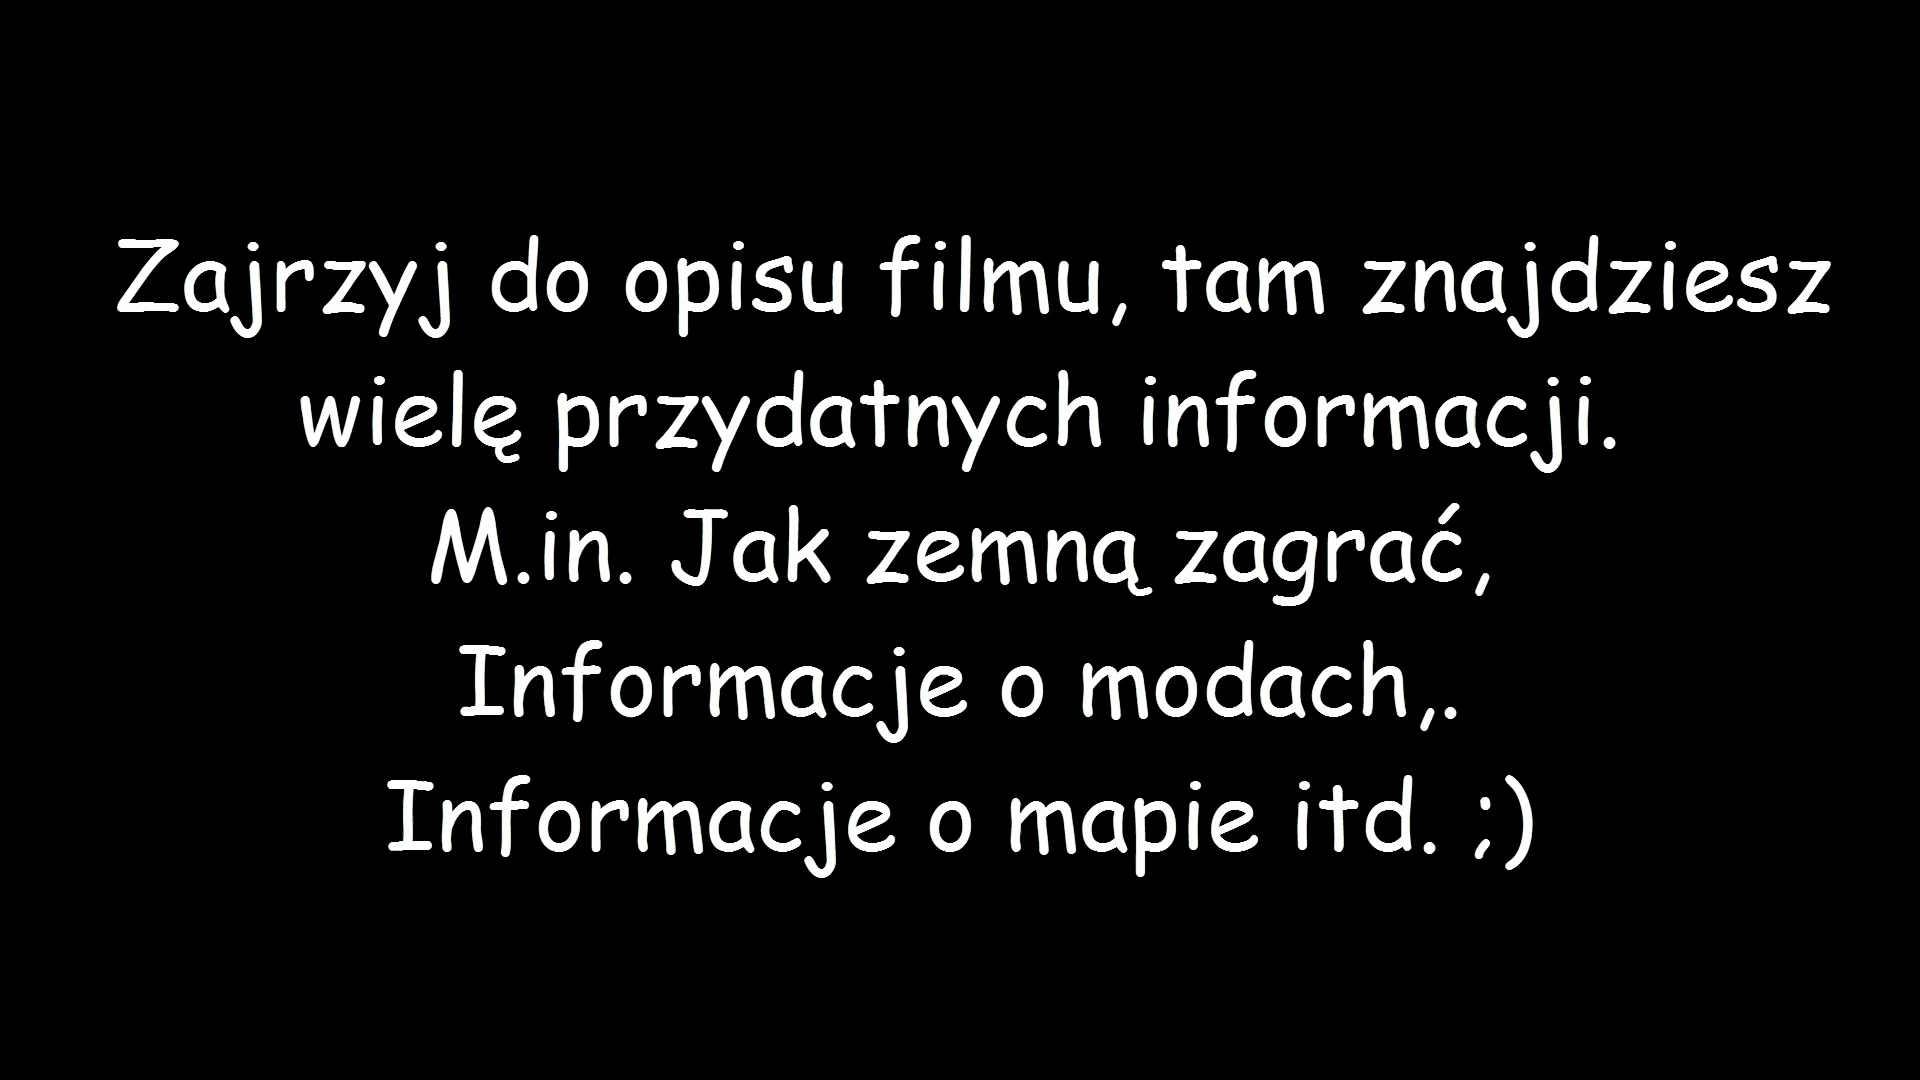 Zajrzyj do opisu filmu, tam znajdziesz
wielę przydatnych informacji.
M.in. Jak zemną zagrać,
Informacje o modach,.
Informacje o mapie itd. ;)